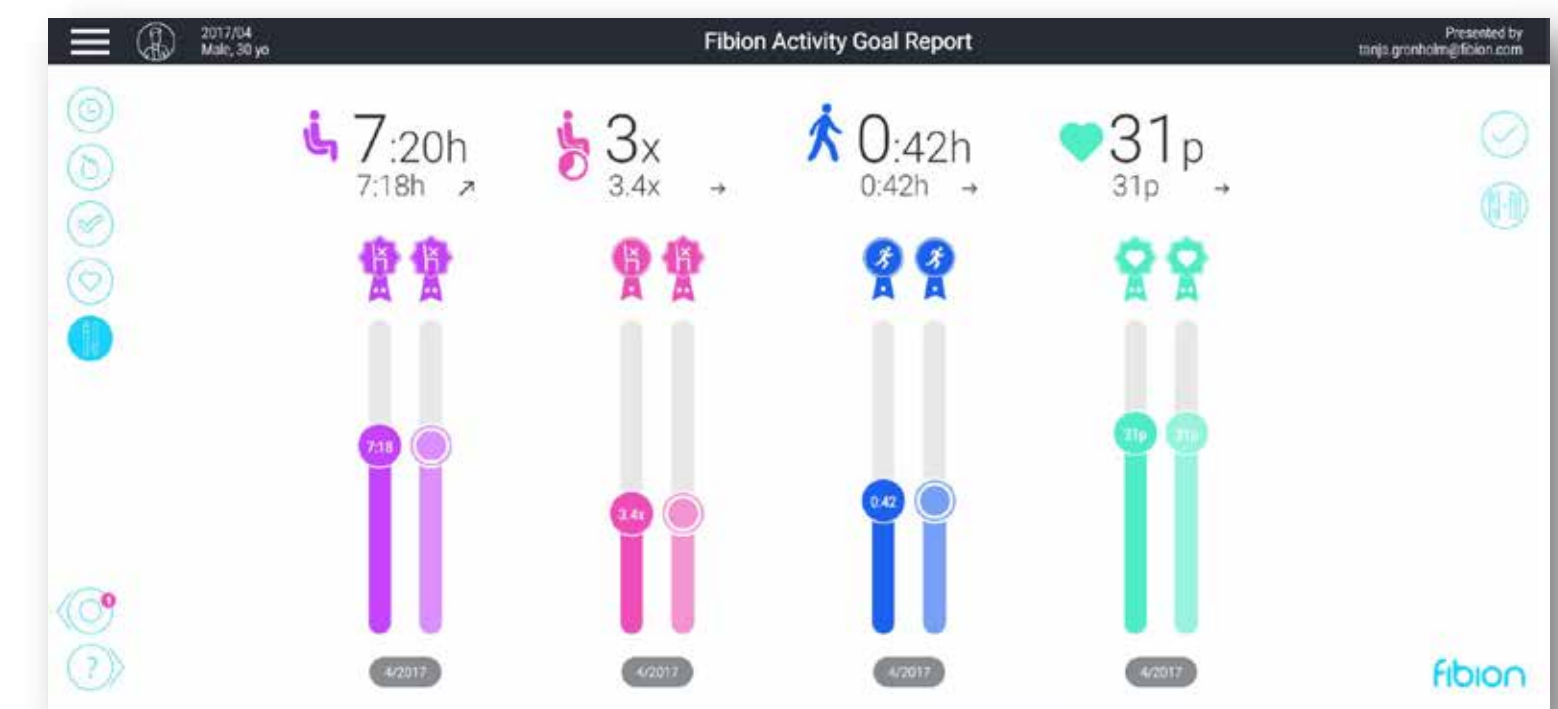 2017/04
Male, 30 yo
Fibion Activity Goal Report
Presented by
tanja.gronholm@fibion.com
7:20h
7:18h ↗
3x
3.4x →
0:42h
0:42h →
31p
31p →
7:18
3.4x
0:42
31p
31p
1
?
4/2017
4/2017
4/2017
4/2017
fibion